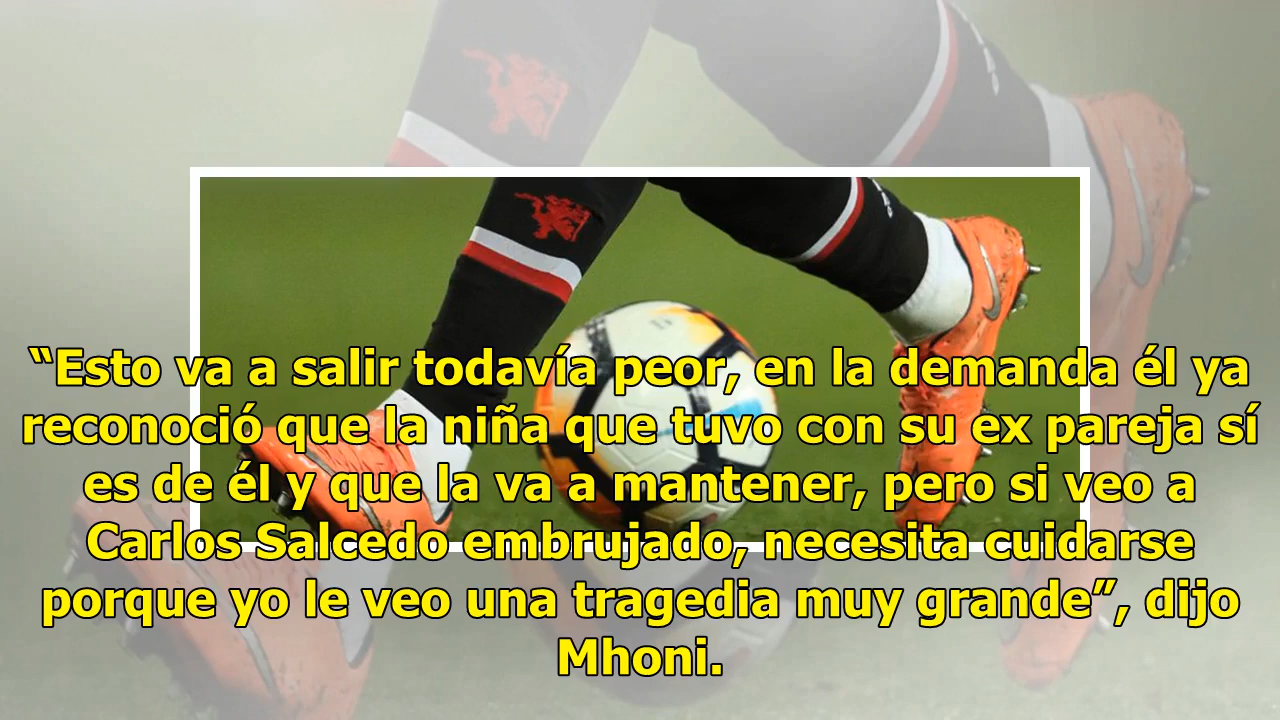 “Esto va a salir todavía peor, en la demanda él ya
reconoció que la niña que tuvo con su ex pareja sí
es de él y que la va a mantener, pero si veo a
Carlos Salcedo embrujado, necesita cuidarse
porque yo le veo una tragedia muy grande”, dijo
Mhoni.